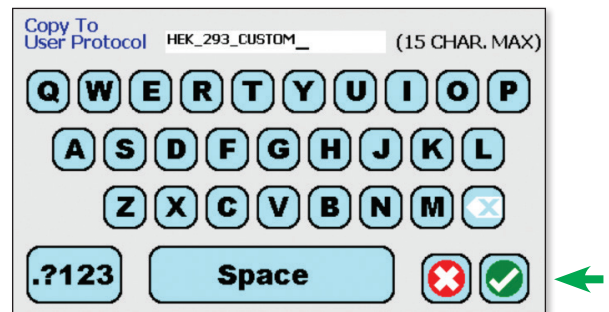 Copy To
User Protocol HEK_293_CUSTOM_ (15 CHAR. MAX)
Q W E R T Y U I O P
A S D F G H J K L
Z X C V B N M X
.?123 Space